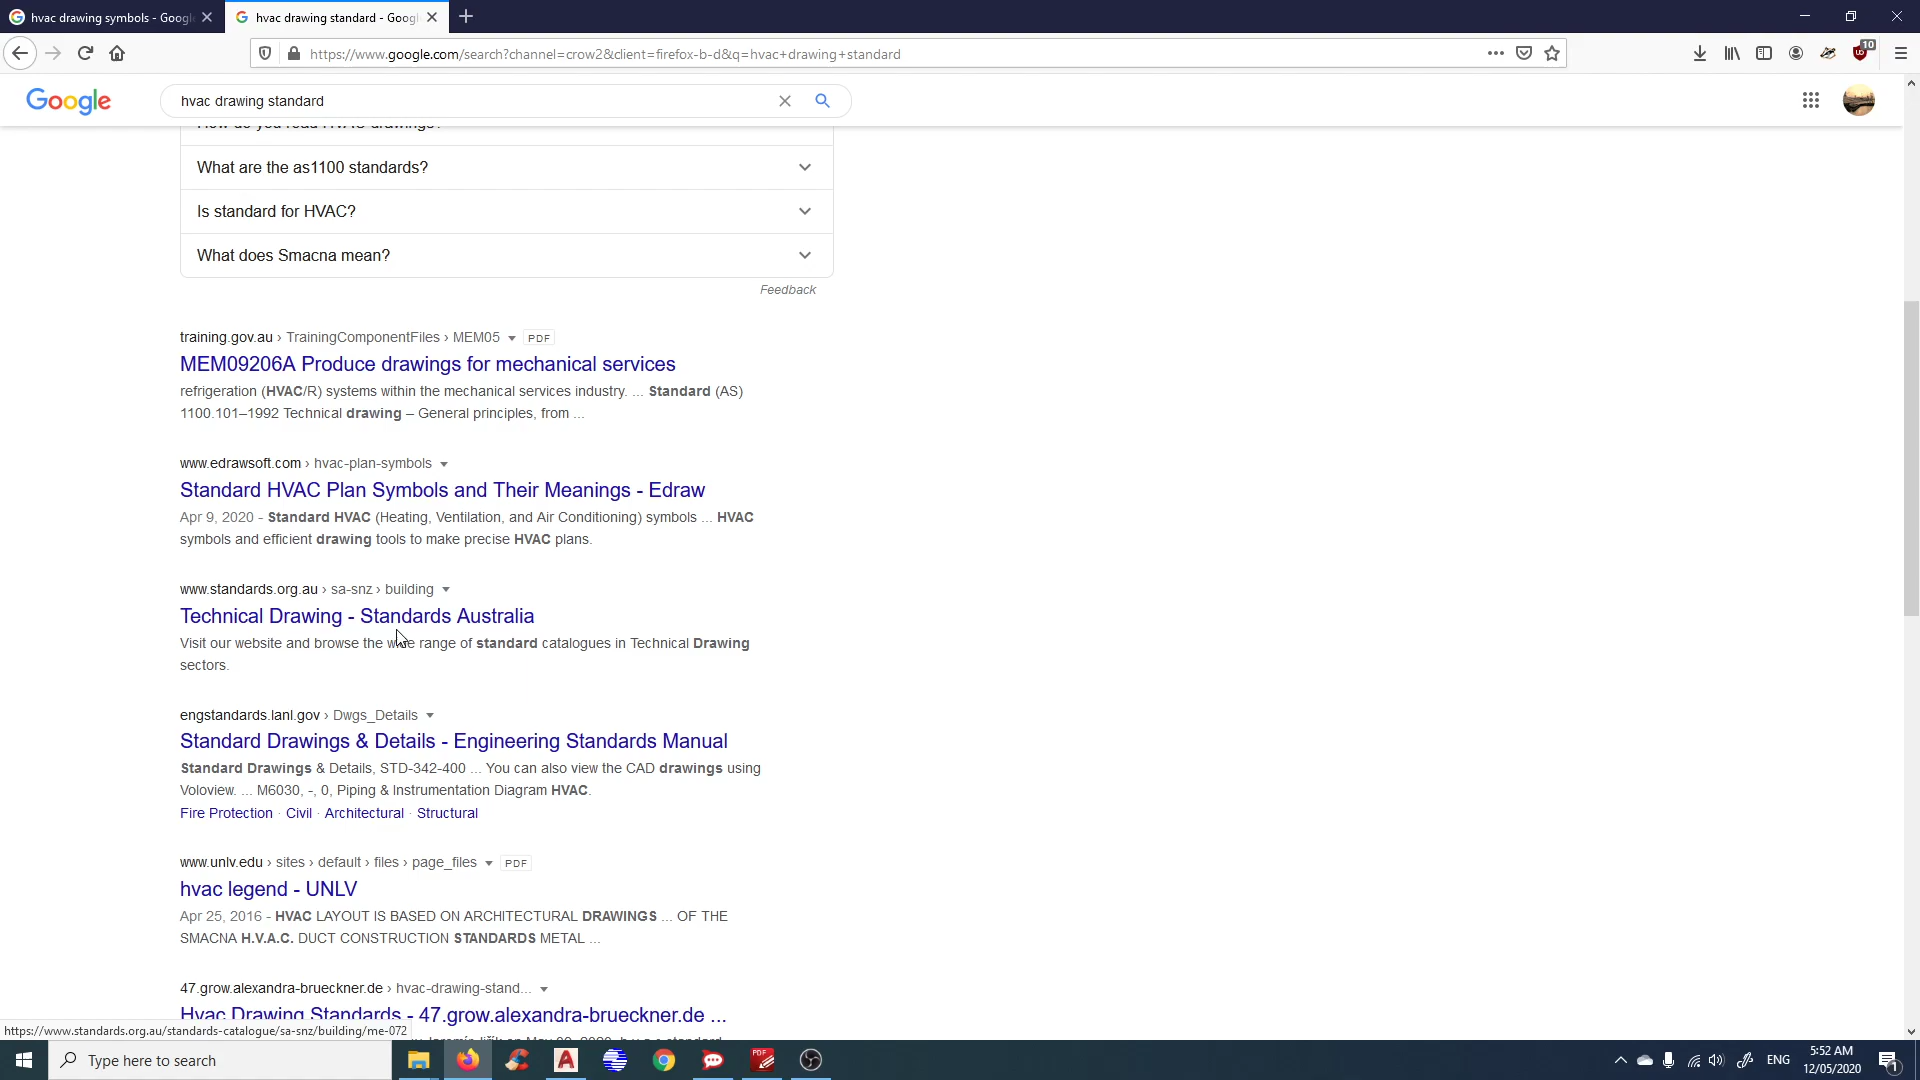 hvac drawing symbols - Googl
hvac drawing standard - Googl
https://www.google.com/search?channel=crow2&client=firefox-b-d&q=hvac+drawing+standard
10
Google
hvac drawing standard
How do you read HVAC drawings?
What are the as1100 standards?
Is standard for HVAC?
What does Smacna mean?
Feedback
training.gov.au › TrainingComponentFiles › MEM05 PDF
MEM09206A Produce drawings for mechanical services
refrigeration (HVAC/R) systems within the mechanical services industry. ... Standard (AS)
1100.101–1992 Technical drawing – General principles, from ...
www.edrawsoft.com › hvac-plan-symbols
Standard HVAC Plan Symbols and Their Meanings - Edraw
Apr 9, 2020 - Standard HVAC (Heating, Ventilation, and Air Conditioning) symbols ... HVAC
symbols and efficient drawing tools to make precise HVAC plans.
www.standards.org.au › sa-snz › building
Technical Drawing - Standards Australia
Visit our website and browse the wide range of standard catalogues in Technical Drawing
sectors.
engstandards.lanl.gov › Dwgs_Details
Standard Drawings & Details - Engineering Standards Manual
Standard Drawings & Details, STD-342-400 ... You can also view the CAD drawings using
Voloview. ... M6030, -, 0, Piping & Instrumentation Diagram HVAC.
Fire Protection · Civil · Architectural · Structural
www.unlv.edu › sites › default › files › page_files PDF
hvac legend - UNLV
Apr 25, 2016 - HVAC LAYOUT IS BASED ON ARCHITECTURAL DRAWINGS ... OF THE
SMACNA H.V.A.C. DUCT CONSTRUCTION STANDARDS METAL ...
47.grow.alexandra-brueckner.de › hvac-drawing-stand...
Hvac Drawing Standards - 47.grow.alexandra-brueckner.de ...
https://www.standards.org.au/standards-catalogue/sa-snz/building/me-072
Type here to search
PDF
ENG
5:52 AM
12/05/2020
1